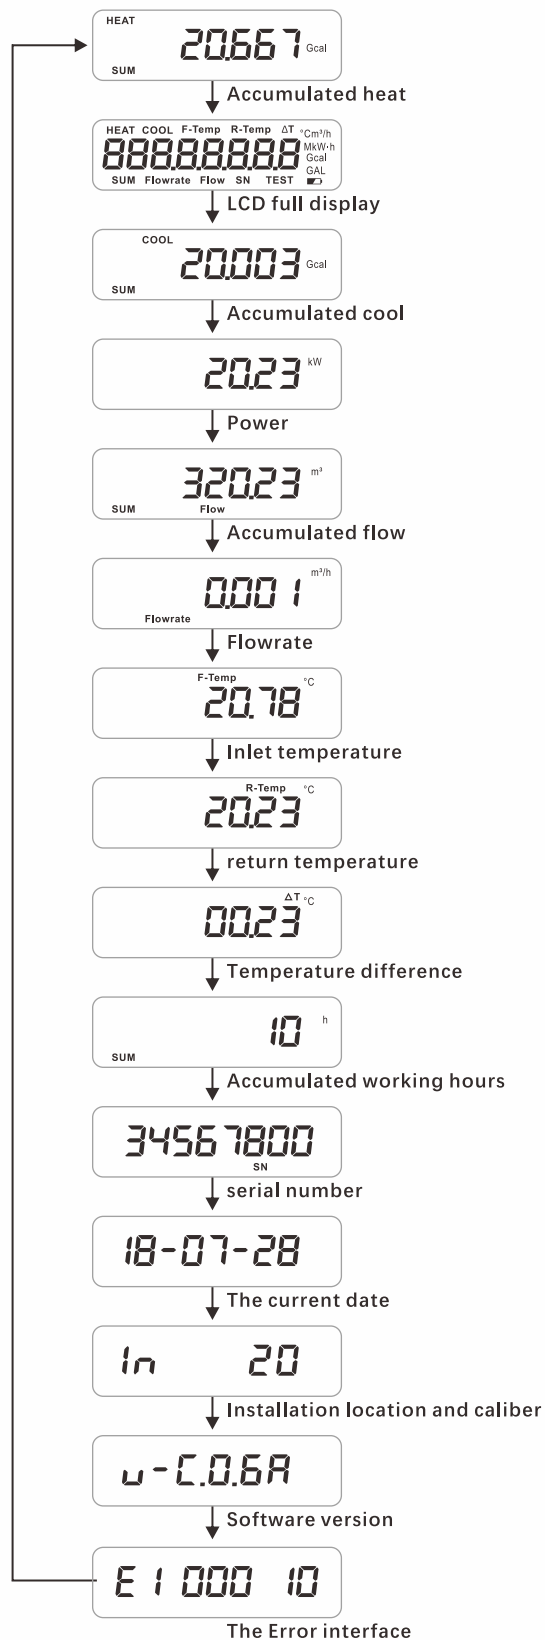 HEAT
20.667 Gcal
SUM
Accumulated heat
HEAT COOL F-Temp R-Temp ΔT °Cm³/h
888.8.8.8.8.8 MkW·h
Gcal
GAL
SUM Flowrate Flow SN TEST
LCD full display
COOL
20.003 Gcal
SUM
Accumulated cool
20.23 kW
Power
320.23 m³
SUM Flow
Accumulated flow
0.001 m³/h
Flowrate
Flowrate
F-Temp °C
20.78
Inlet temperature
R-Temp °C
20.23
return temperature
ΔT °C
00.23
Temperature difference
10 h
SUM
Accumulated working hours
34567800
SN
serial number
18-07-28
The current date
In 20
Installation location and caliber
u-C.0.6A
Software version
E1 000 10
The Error interface